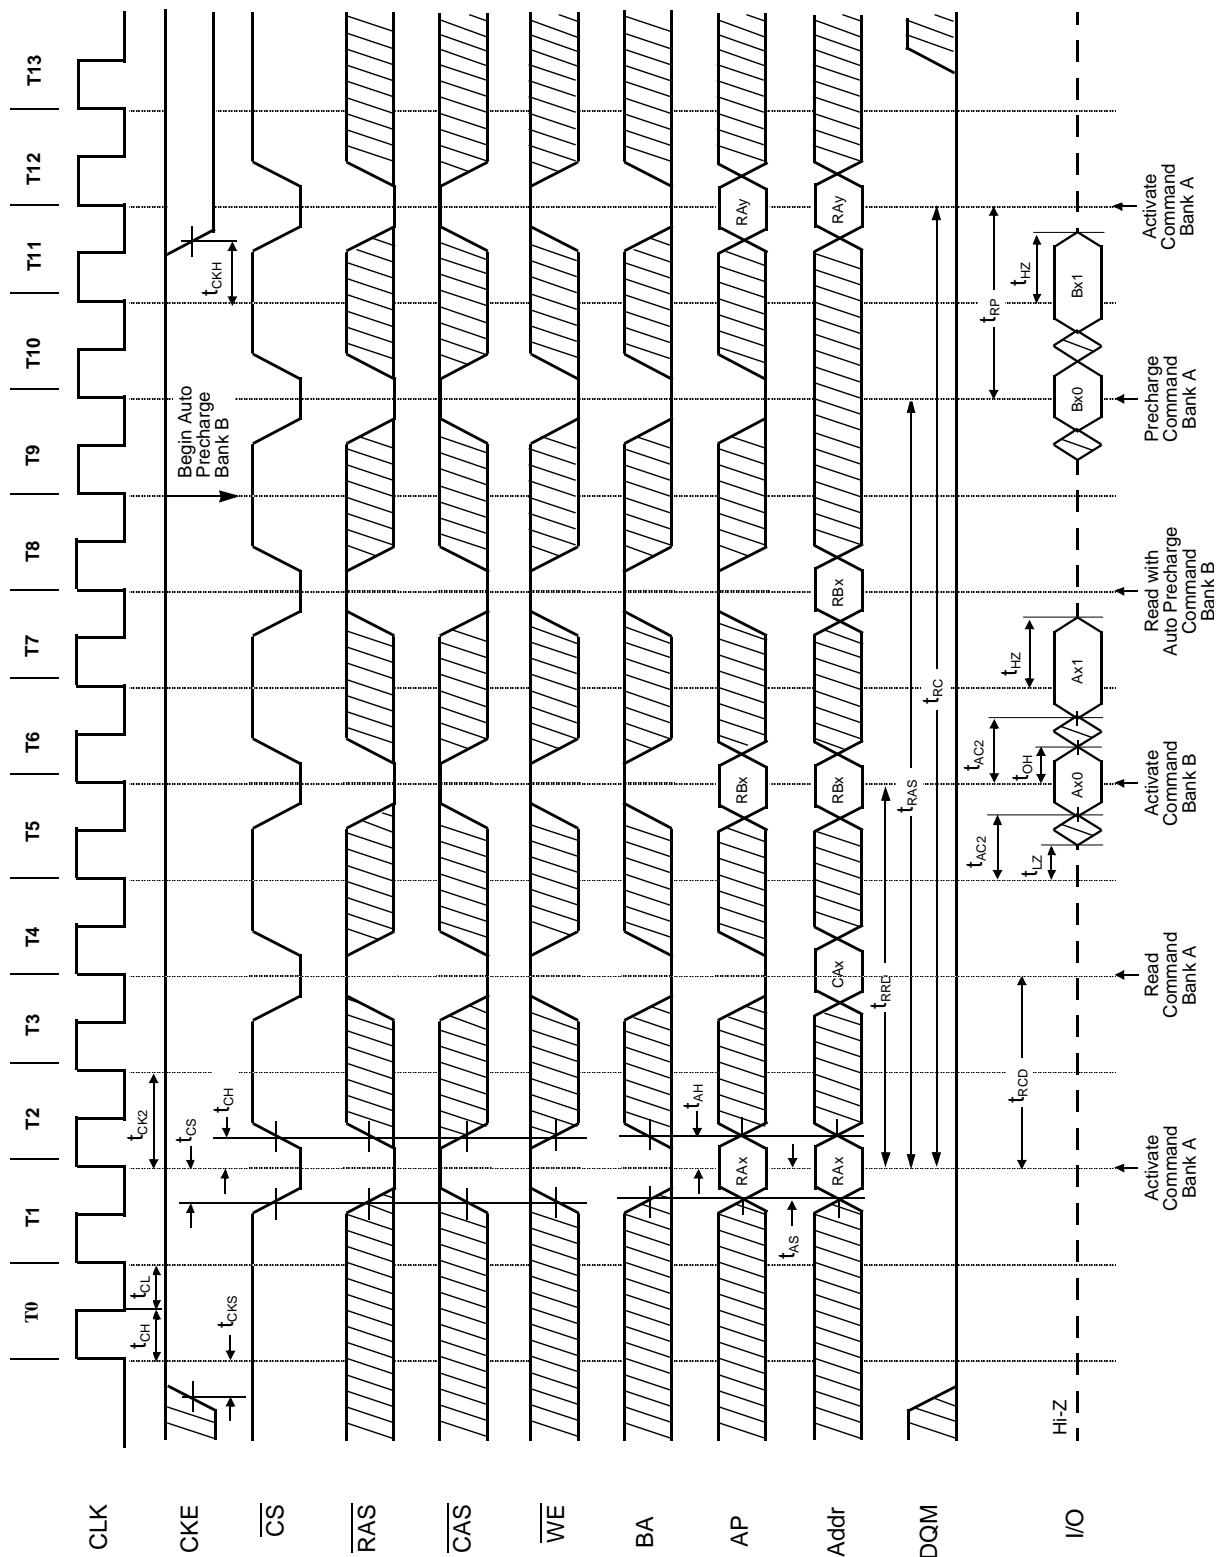 T0
T1
T2
T3
T4
T5
T6
T7
T8
T9
T10
T11
T12
T13
CLK
tCH
tCL
tCK2
CKE
tCKS
tCS
tCH
Begin Auto
Precharge
Bank B
tCKH
CS
RAS
CAS
WE
BA
AP
tAH
RAx
RBx
RAy
tAS
Addr
RAx
CAx
RBx
RBx
RAy
tRRD
tRAS
tRC
DQM
tRCD
tAC2
tAC2
tRP
tLZ
tOH
tHZ
tHZ
I/O
Hi-Z
Ax0
Ax1
Bx0
Bx1
Activate
Command
Bank A
Read
Command
Bank A
Activate
Command
Bank B
Read with
Auto Precharge
Command
Bank B
Precharge
Command
Bank A
Activate
Command
Bank A